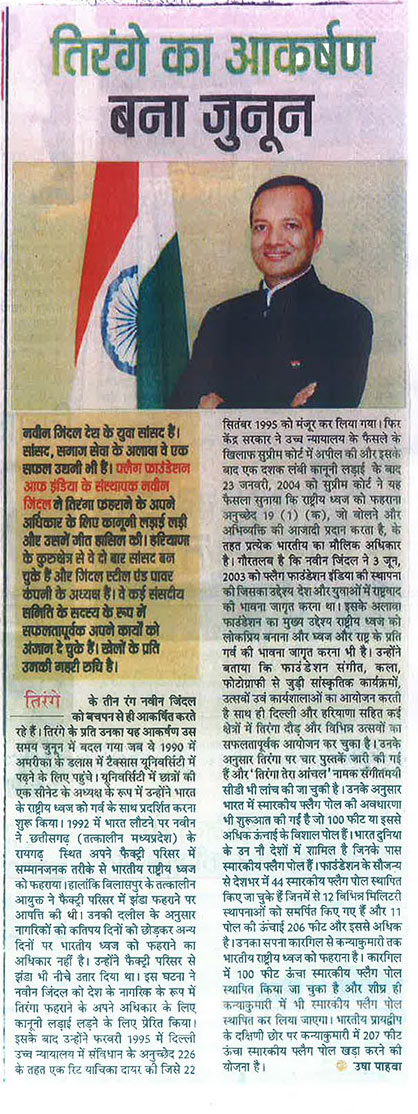 तिरंगे का आकर्षण
बना जुनून
नवीन जिंदल देश के युवा सांसद हैं।
सांसद, समाज सेवा के अलावा वे एक
सफल उद्यमी भी हैं। फ्लैग फाउंडेशन
आफ इंडिया के संस्थापक नवीन
जिंदल ने तिरंगा फहराने के अपने
अधिकार के लिए कानूनी लड़ाई लड़ी
और उसमें जीत हासिल की। हरियाणा
के कुरुक्षेत्र से वे दो बार सांसद बन
चुके हैं और जिंदल स्टील एंड पावर
कंपनी के अध्यक्ष हैं। वे कई संसदीय
समिति के सदस्य के रूप में
सफलतापूर्वक अपने कार्यों को
अंजाम दे चुके हैं। खेलों के प्रति
उनकी गहरी रुचि है।
तिरंगे के तीन रंग नवीन जिंदल
को बचपन से ही आकर्षित करते
रहे हैं। तिरंगे के प्रति उनका यह आकर्षण उस
समय जुनून में बदल गया जब वे 1990 में
अमरीका के डलास में टैक्सास यूनिवर्सिटी में
पढ़ने के लिए पहुंचे। यूनिवर्सिटी में छात्रों की
एक सीनेट के अध्यक्ष के रूप में उन्होंने भारत
के राष्ट्रीय ध्वज को गर्व के साथ प्रदर्शित करना
शुरू किया। 1992 में भारत लौटने पर नवीन
ने छत्तीसगढ़ (तत्कालीन मध्यप्रदेश) के
रायगढ़ स्थित अपने फैक्ट्री परिसर में
सम्मानजनक तरीके से भारतीय राष्ट्रीय ध्वज
को फहराया। हालांकि बिलासपुर के तत्कालीन
आयुक्त ने फैक्ट्री परिसर में झंडा फहराने पर
आपत्ति की थी। उनकी दलील के अनुसार
नागरिकों को कतिपय दिनों को छोड़कर अन्य
दिनों पर भारतीय ध्वज को फहराने का
अधिकार नहीं है। उन्होंने फैक्ट्री परिसर से
झंडा भी नीचे उतार दिया था। इस घटना ने
नवीन जिंदल को देश के नागरिक के रूप में
तिरंगा फहराने के अपने अधिकार के लिए
कानूनी लड़ाई लड़ने के लिए प्रेरित किया।
इसके बाद उन्होंने फरवरी 1995 में दिल्ली
उच्च न्यायालय में संविधान के अनुच्छेद 226
के तहत एक रिट याचिका दायर की जिसे 22
सितंबर 1995 को मंजूर कर लिया गया। फिर
केंद्र सरकार ने उच्च न्यायालय के फैसले के
खिलाफ सुप्रीम कोर्ट में अपील की और इसके
बाद एक दशक लंबी कानूनी लड़ाई के बाद
23 जनवरी, 2004 को सुप्रीम कोर्ट ने यह
फैसला सुनाया कि राष्ट्रीय ध्वज को फहराना
अनुच्छेद 19 (1) (क), जो बोलने और
अभिव्यक्ति की आजादी प्रदान करता है, के
तहत प्रत्येक भारतीय का मौलिक अधिकार
है। गौरतलब है कि नवीन जिंदल ने 3 जून,
2003 को फ्लैग फाउंडेशन इंडिया की स्थापना
की जिसका उद्देश्य देश और युवाओं में राष्ट्रवाद
की भावना जागृत करना था। इसके अलावा
फाउंडेशन का मुख्य उद्देश्य राष्ट्रीय ध्वज को
लोकप्रिय बनाना और ध्वज और राष्ट्र के प्रति
गर्व की भावना जागृत करना भी है। उन्होंने
बताया कि फाउंडेशन संगीत, कला,
फोटोग्राफी से जुड़ी सांस्कृतिक कार्यक्रमों,
उत्सवों उवं कार्यशालाओं का आयोजन करती
है साथ ही दिल्ली और हरियाणा सहित कई
क्षेत्रों में तिरंगा दौड़ और विभिन्न उत्सवों का
सफलतापूर्वक आयोजन कर चुका है। उनके
अनुसार तिरंगा पर चार पुस्तकें जारी की गई
हैं और 'तिरंगा तेरा आंचल' नामक संगीतमयी
सीडी भी लांच की जा चुकी है। उनके अनुसार
भारत में स्मारकीय फ्लैग पोल की अवधारणा
भी शुरुआत की गई है जो 100 फीट या इससे
अधिक ऊंचाई के विशाल पोल हैं। भारत दुनिया
के उन नौ देशों में शामिल है जिनके पास
स्मारकीय फ्लैग पोल हैं। फाउंडेशन के सौजन्य
से देशभर में 44 स्मारकीय फ्लैग पोल स्थापित
किए जा चुके हैं जिनमें से 12 विभिन्न मिलिटरी
स्थापनाओं को समर्पित किए गए हैं और 11
पोल की ऊंचाई 206 फीट और इससे अधिक
है। उनका सपना कारगिल से कन्याकुमारी तक
भारतीय राष्ट्रीय ध्वज को फहराना है। कारगिल
में 100 फीट ऊंचा स्मारकीय फ्लैग पोल
स्थापित किया जा चुका है और शीघ्र ही
कन्याकुमारी में भी स्मारकीय फ्लैग पोल
स्थापित कर लिया जाएगा। भारतीय प्रायद्वीप
के दक्षिणी छोर पर कन्याकुमारी में 207 फीट
ऊंचा स्मारकीय फ्लैग पोल खड़ा करने की
योजना है। उषा पाहवा